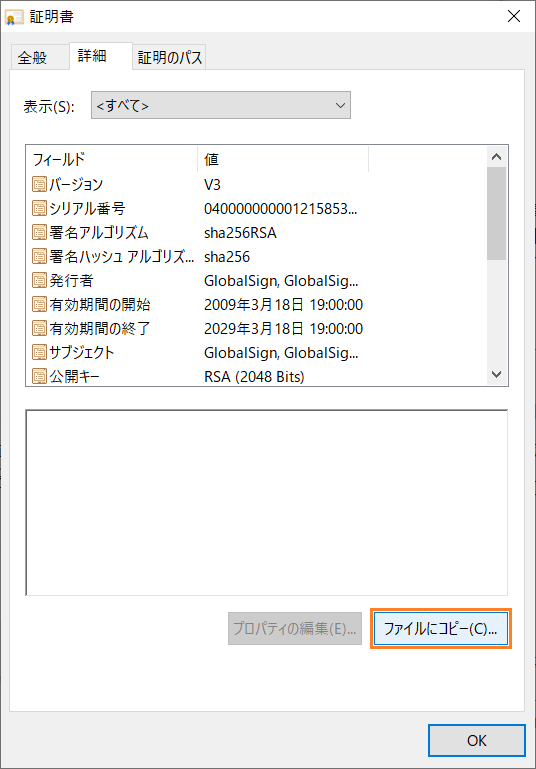 証明書
全般 詳細 証明のパス
表示(S): <すべて>
フィールド 値
バージョン V3
シリアル番号 040000000001215853...
署名アルゴリズム sha256RSA
署名ハッシュ アルゴリズ... sha256
発行者 GlobalSign, GlobalSig...
有効期間の開始 2009年3月18日 19:00:00
有効期間の終了 2029年3月18日 19:00:00
サブジェクト GlobalSign, GlobalSig...
公開キー RSA (2048 Bits)
プロパティの編集(E)... ファイルにコピー(C)...
OK